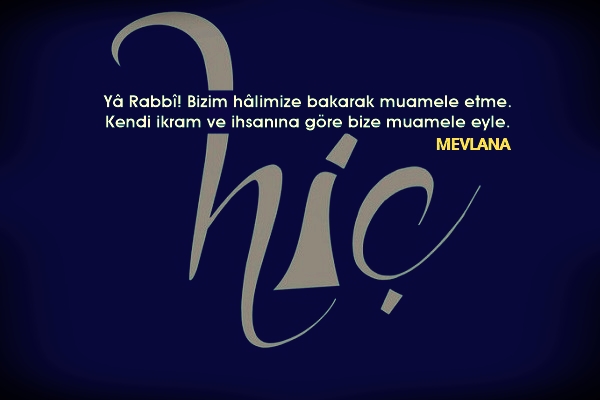 Yâ Rabbî! Bizim hâlimize bakarak muamele etme.
Kendi ikram ve ihsanına göre bize muamele eyle.
MEVLANA
hiç